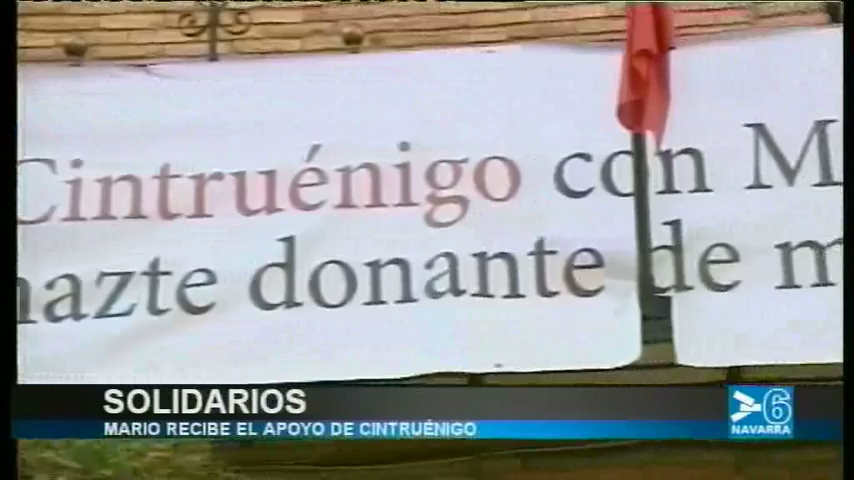 Cintruénigo con M
hazte donante de m
SOLIDARIOS
MARIO RECIBE EL APOYO DE CINTRUÉNIGO
6
NAVARRA